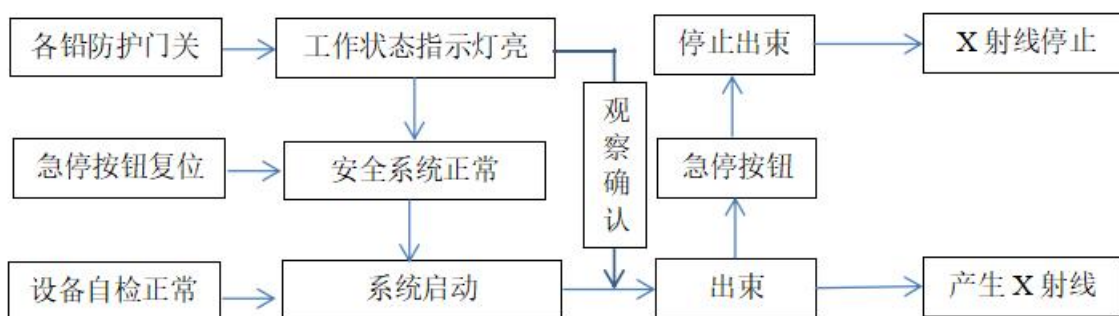 各铅防护门关
工作状态指示灯亮
停止出束
X 射线停止
观察确认
急停按钮复位
安全系统正常
急停按钮
设备自检正常
系统启动
出束
产生 X 射线